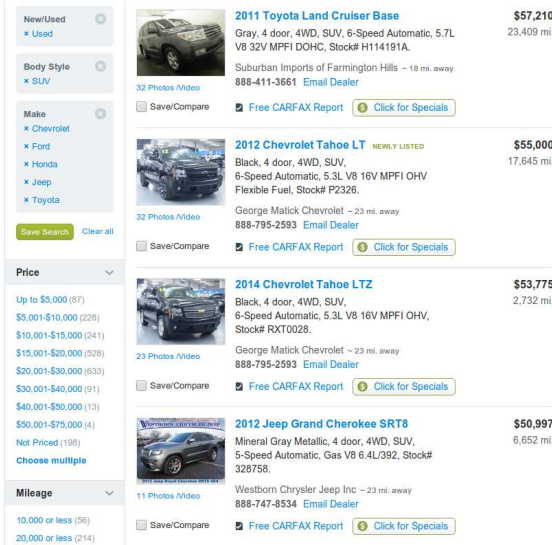 New/Used
× Used
Body Style
× SUV
Make
× Chevrolet
× Ford
× Honda
× Jeep
× Toyota
Save Search Clear all
Price
Up to $5,000 (87)
$5,001-$10,000 (228)
$10,001-$15,000 (241)
$15,001-$20,000 (528)
$20,001-$30,000 (633)
$30,001-$40,000 (91)
$40,001-$50,000 (13)
$50,001-$75,000 (4)
Not Priced (198)
Choose multiple
Mileage
10,000 or less (56)
20,000 or less (214)
2011 Toyota Land Cruiser Base $57,210
Gray, 4 door, 4WD, SUV, 6-Speed Automatic, 5.7L 23,409 mi.
V8 32V MPFI DOHC, Stock# H114191A.
Suburban Imports of Farmington Hills ~ 18 mi. away
888-411-3661 Email Dealer
32 Photos /Video
Save/Compare Free CARFAX Report Click for Specials
2012 Chevrolet Tahoe LT NEWLY LISTED $55,000
Black, 4 door, 4WD, SUV, 17,645 mi.
6-Speed Automatic, 5.3L V8 16V MPFI OHV
Flexible Fuel, Stock# P2326.
George Matick Chevrolet ~ 23 mi. away
888-795-2593 Email Dealer
32 Photos /Video
Save/Compare Free CARFAX Report Click for Specials
2014 Chevrolet Tahoe LTZ $53,775
Black, 4 door, 4WD, SUV, 2,732 mi.
6-Speed Automatic, 5.3L V8 16V MPFI OHV,
Stock# RXT0028.
George Matick Chevrolet ~ 23 mi. away
888-795-2593 Email Dealer
23 Photos /Video
Save/Compare Free CARFAX Report Click for Specials
WESTBORN CHRYSLER JEEP
2012 Jeep Grand Cherokee SRT8 4X4
2012 Jeep Grand Cherokee SRT8 $50,997
Mineral Gray Metallic, 4 door, 4WD, SUV, 6,652 mi.
5-Speed Automatic, Gas V8 6.4L/392, Stock#
328758.
Westborn Chrysler Jeep Inc ~ 23 mi. away
888-747-8534 Email Dealer
11 Photos /Video
Save/Compare Free CARFAX Report Click for Specials